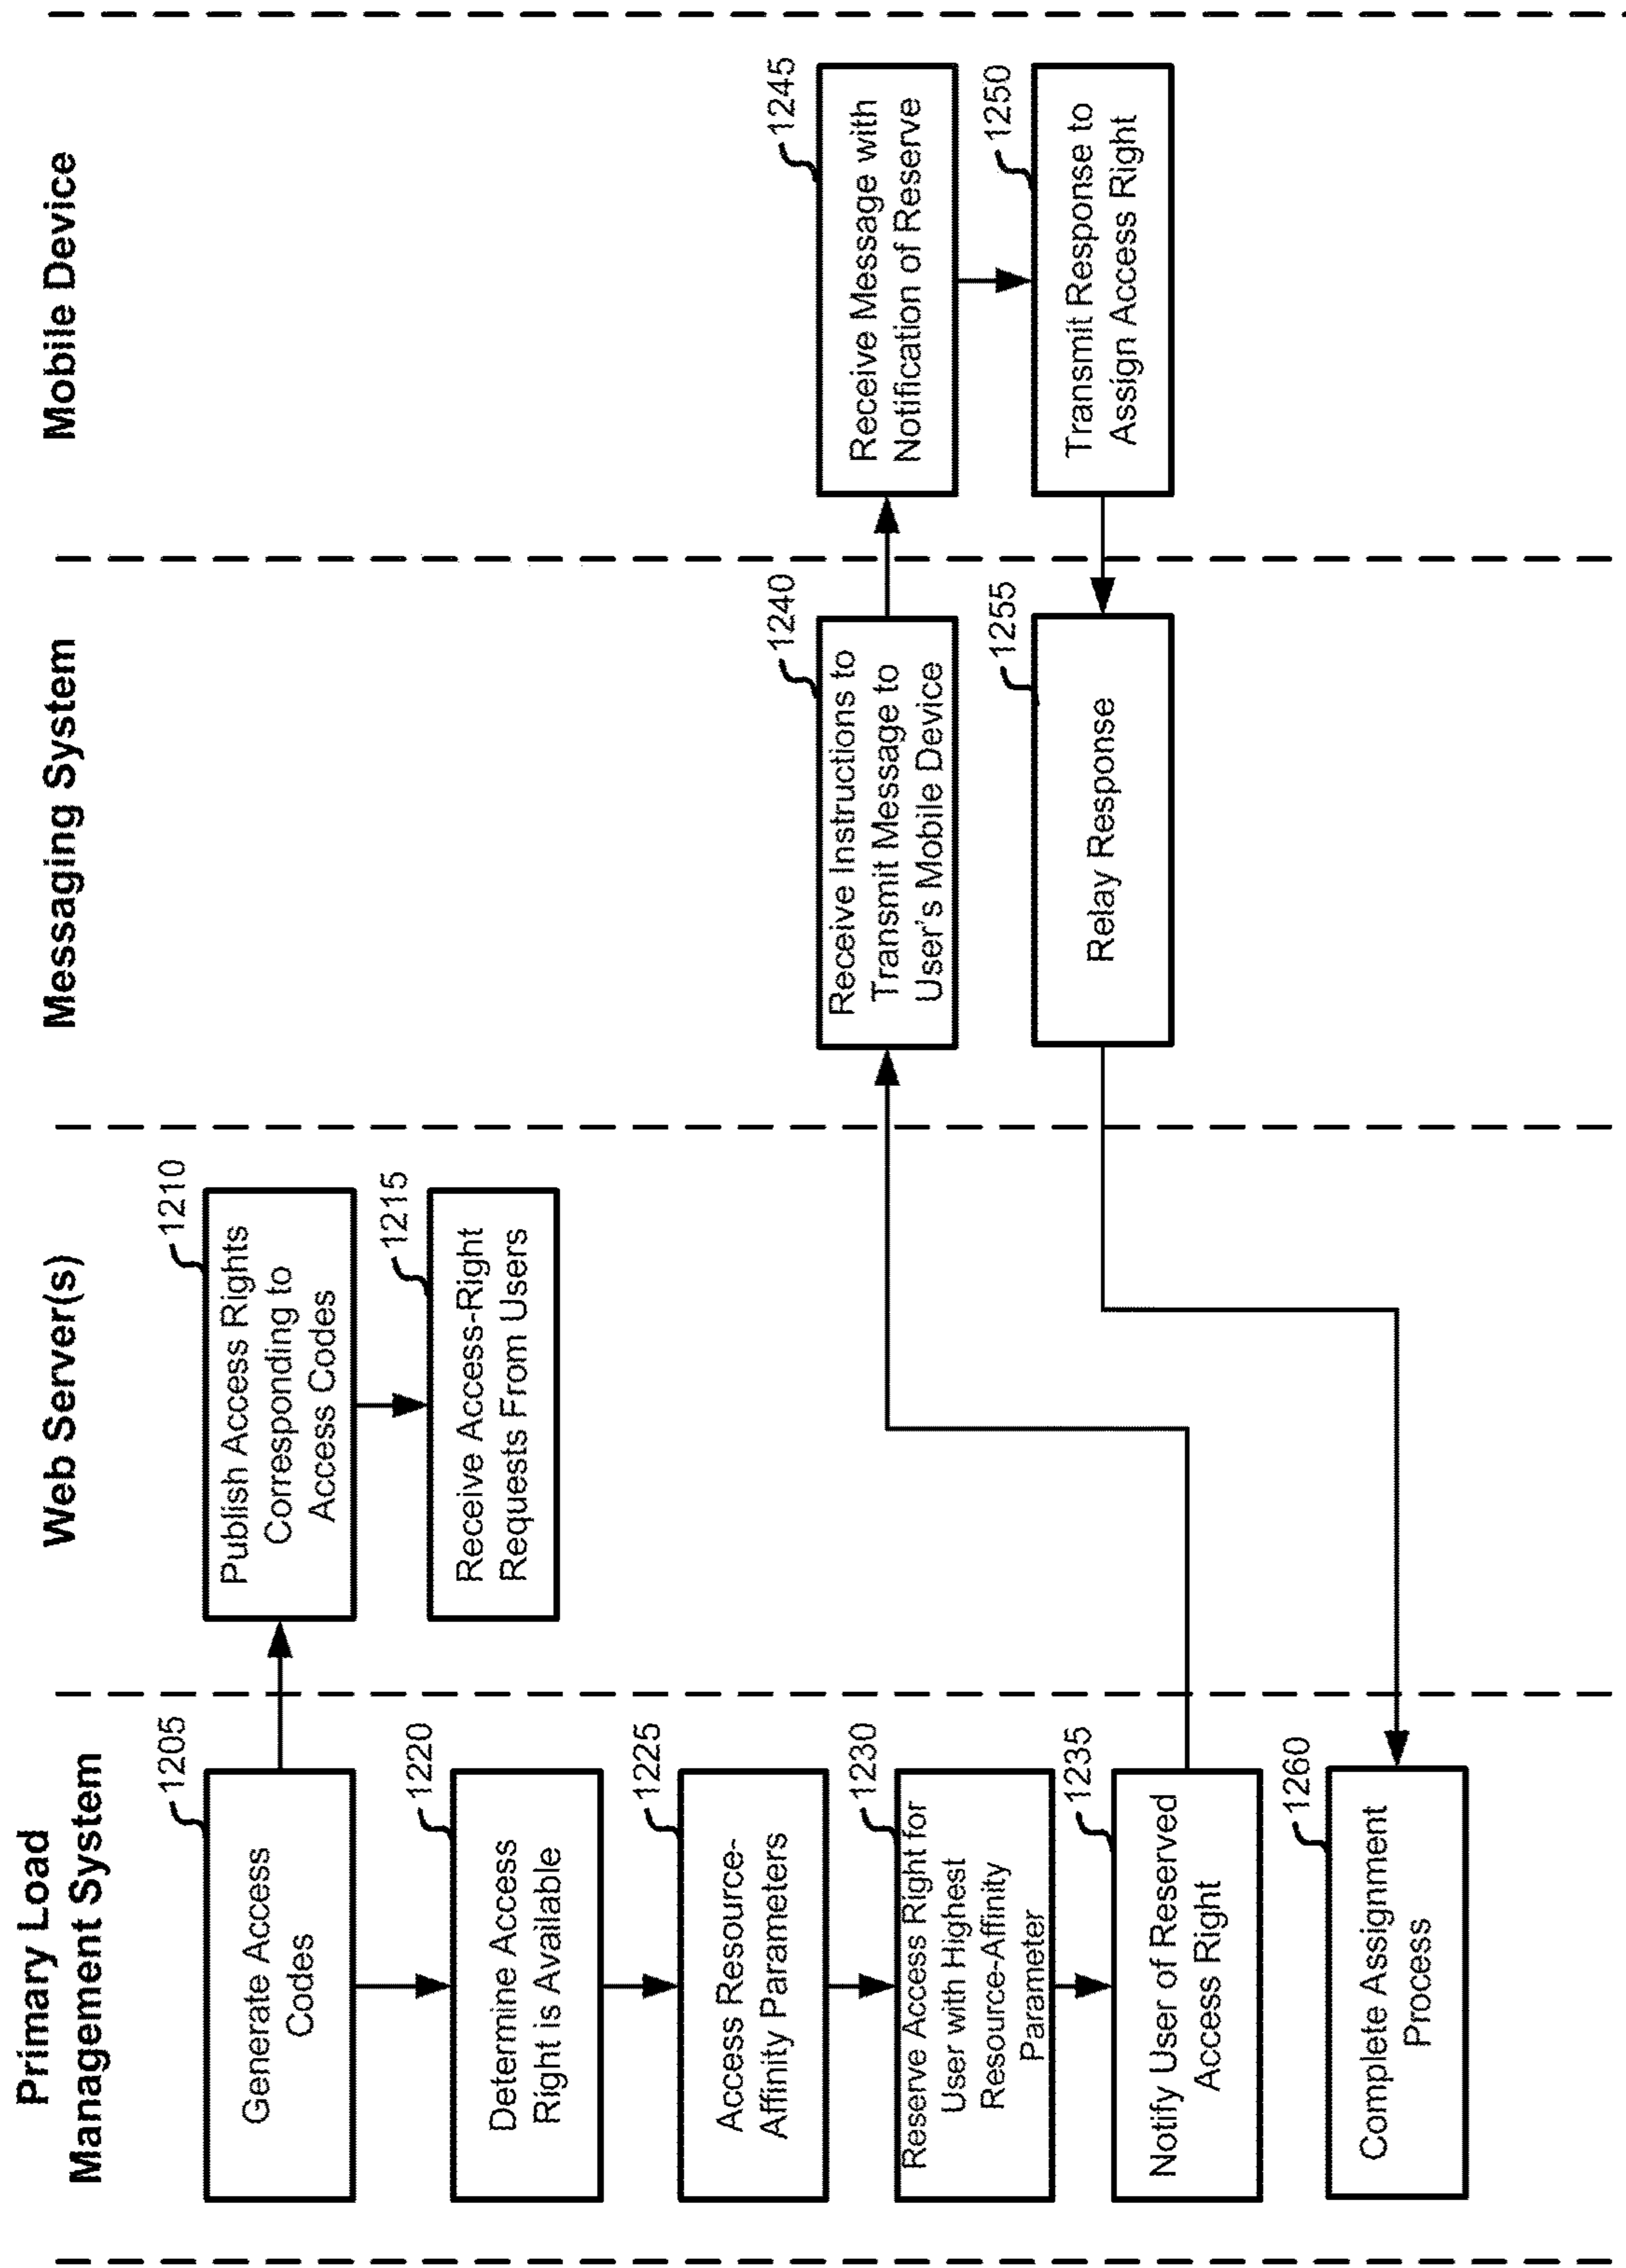 Primary Load
Management System
Web Server(s)
Messaging System
Mobile Device
1205
Generate Access
Codes
1210
Publish Access Rights
Corresponding to
Access Codes
1215
Receive Access-Right
Requests From Users
1220
Determine Access
Right is Available
1225
Access Resource-
Affinity Parameters
1230
Reserve Access Right for
User with Highest
Resource-Affinity
Parameter
1235
Notify User of Reserved
Access Right
1240
Receive Instructions to
Transmit Message to
User's Mobile Device
1245
Receive Message with
Notification of Reserve
1250
Transmit Response to
Assign Access Right
1255
Relay Response
1260
Complete Assignment
Process